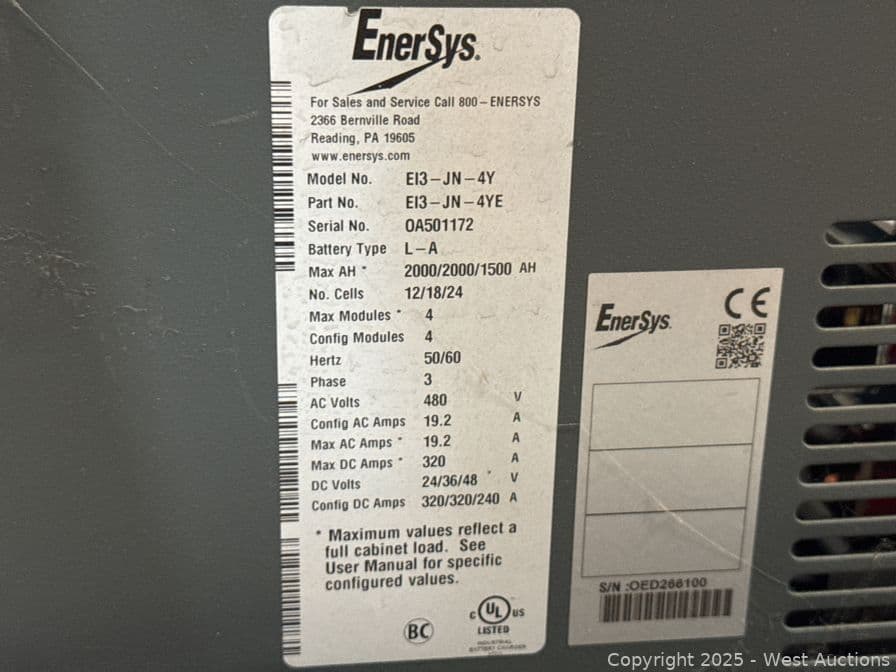 EnerSys.
For Sales and Service Call 800-ENERSYS
2366 Bernville Road
Reading, PA 19605
www.enersys.com
Model No. EI3-JN-4Y
Part No. EI3-JN-4YE
Serial No. OA501172
Battery Type L-A
Max AH * 2000/2000/1500 AH
No. Cells 12/18/24
Max Modules * 4
Config Modules 4
Hertz 50/60
Phase 3
AC Volts 480 V
Config AC Amps 19.2 A
Max AC Amps * 19.2 A
Max DC Amps * 320 A
DC Volts 24/36/48 V
Config DC Amps 320/320/240 A
* Maximum values reflect a
full cabinet load. See
User Manual for specific
configured values.
BC
C UL US
LISTED
INDUSTRIAL
BATTERY CHARGER
CE
EnerSys.
S/N :OED266100
Copyright 2025 - West Auctions